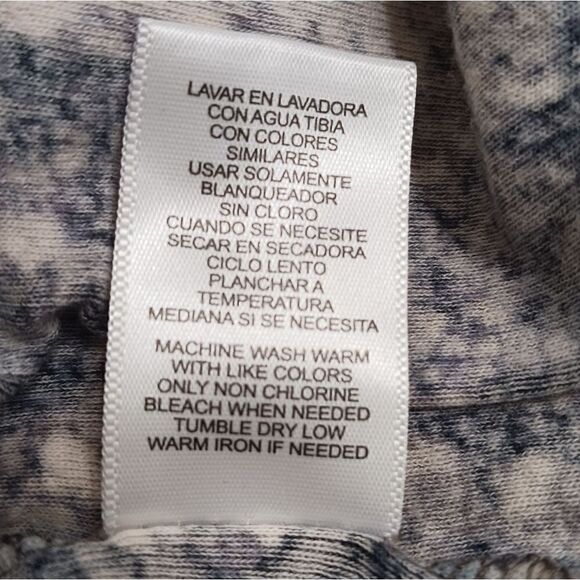 LAVAR EN LAVADORA
CON AGUA TIBIA
CON COLORES
SIMILARES
USAR SOLAMENTE
BLANQUEADOR
SIN CLORO
CUANDO SE NECESITE
SECAR EN SECADORA
CICLO LENTO
PLANCHAR A
TEMPERATURA
MEDIANA SI SE NECESITA
MACHINE WASH WARM
WITH LIKE COLORS
ONLY NON CHLORINE
BLEACH WHEN NEEDED
TUMBLE DRY LOW
WARM IRON IF NEEDED